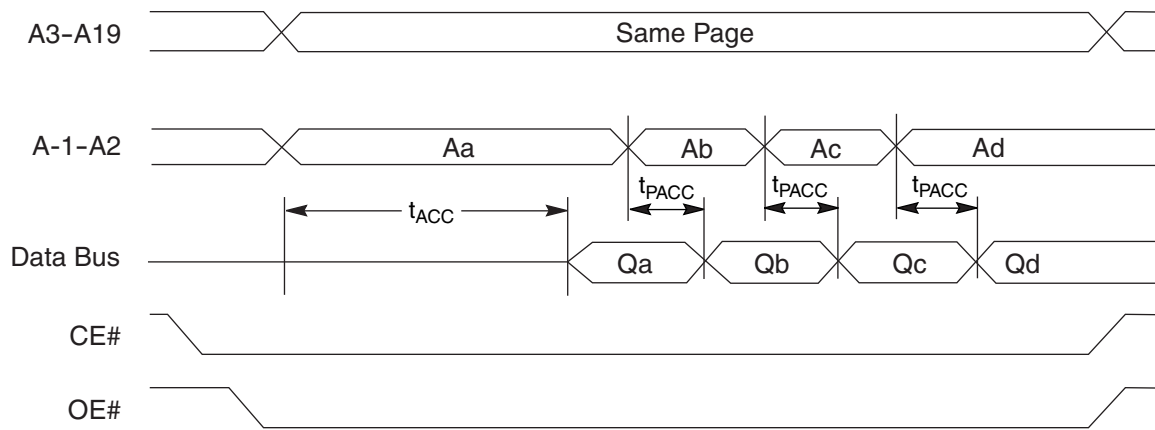 A3–A19
Same Page
A-1–A2
Aa
Ab
Ac
Ad
tACC
tPACC
tPACC
tPACC
Data Bus
Qa
Qb
Qc
Qd
CE#
OE#